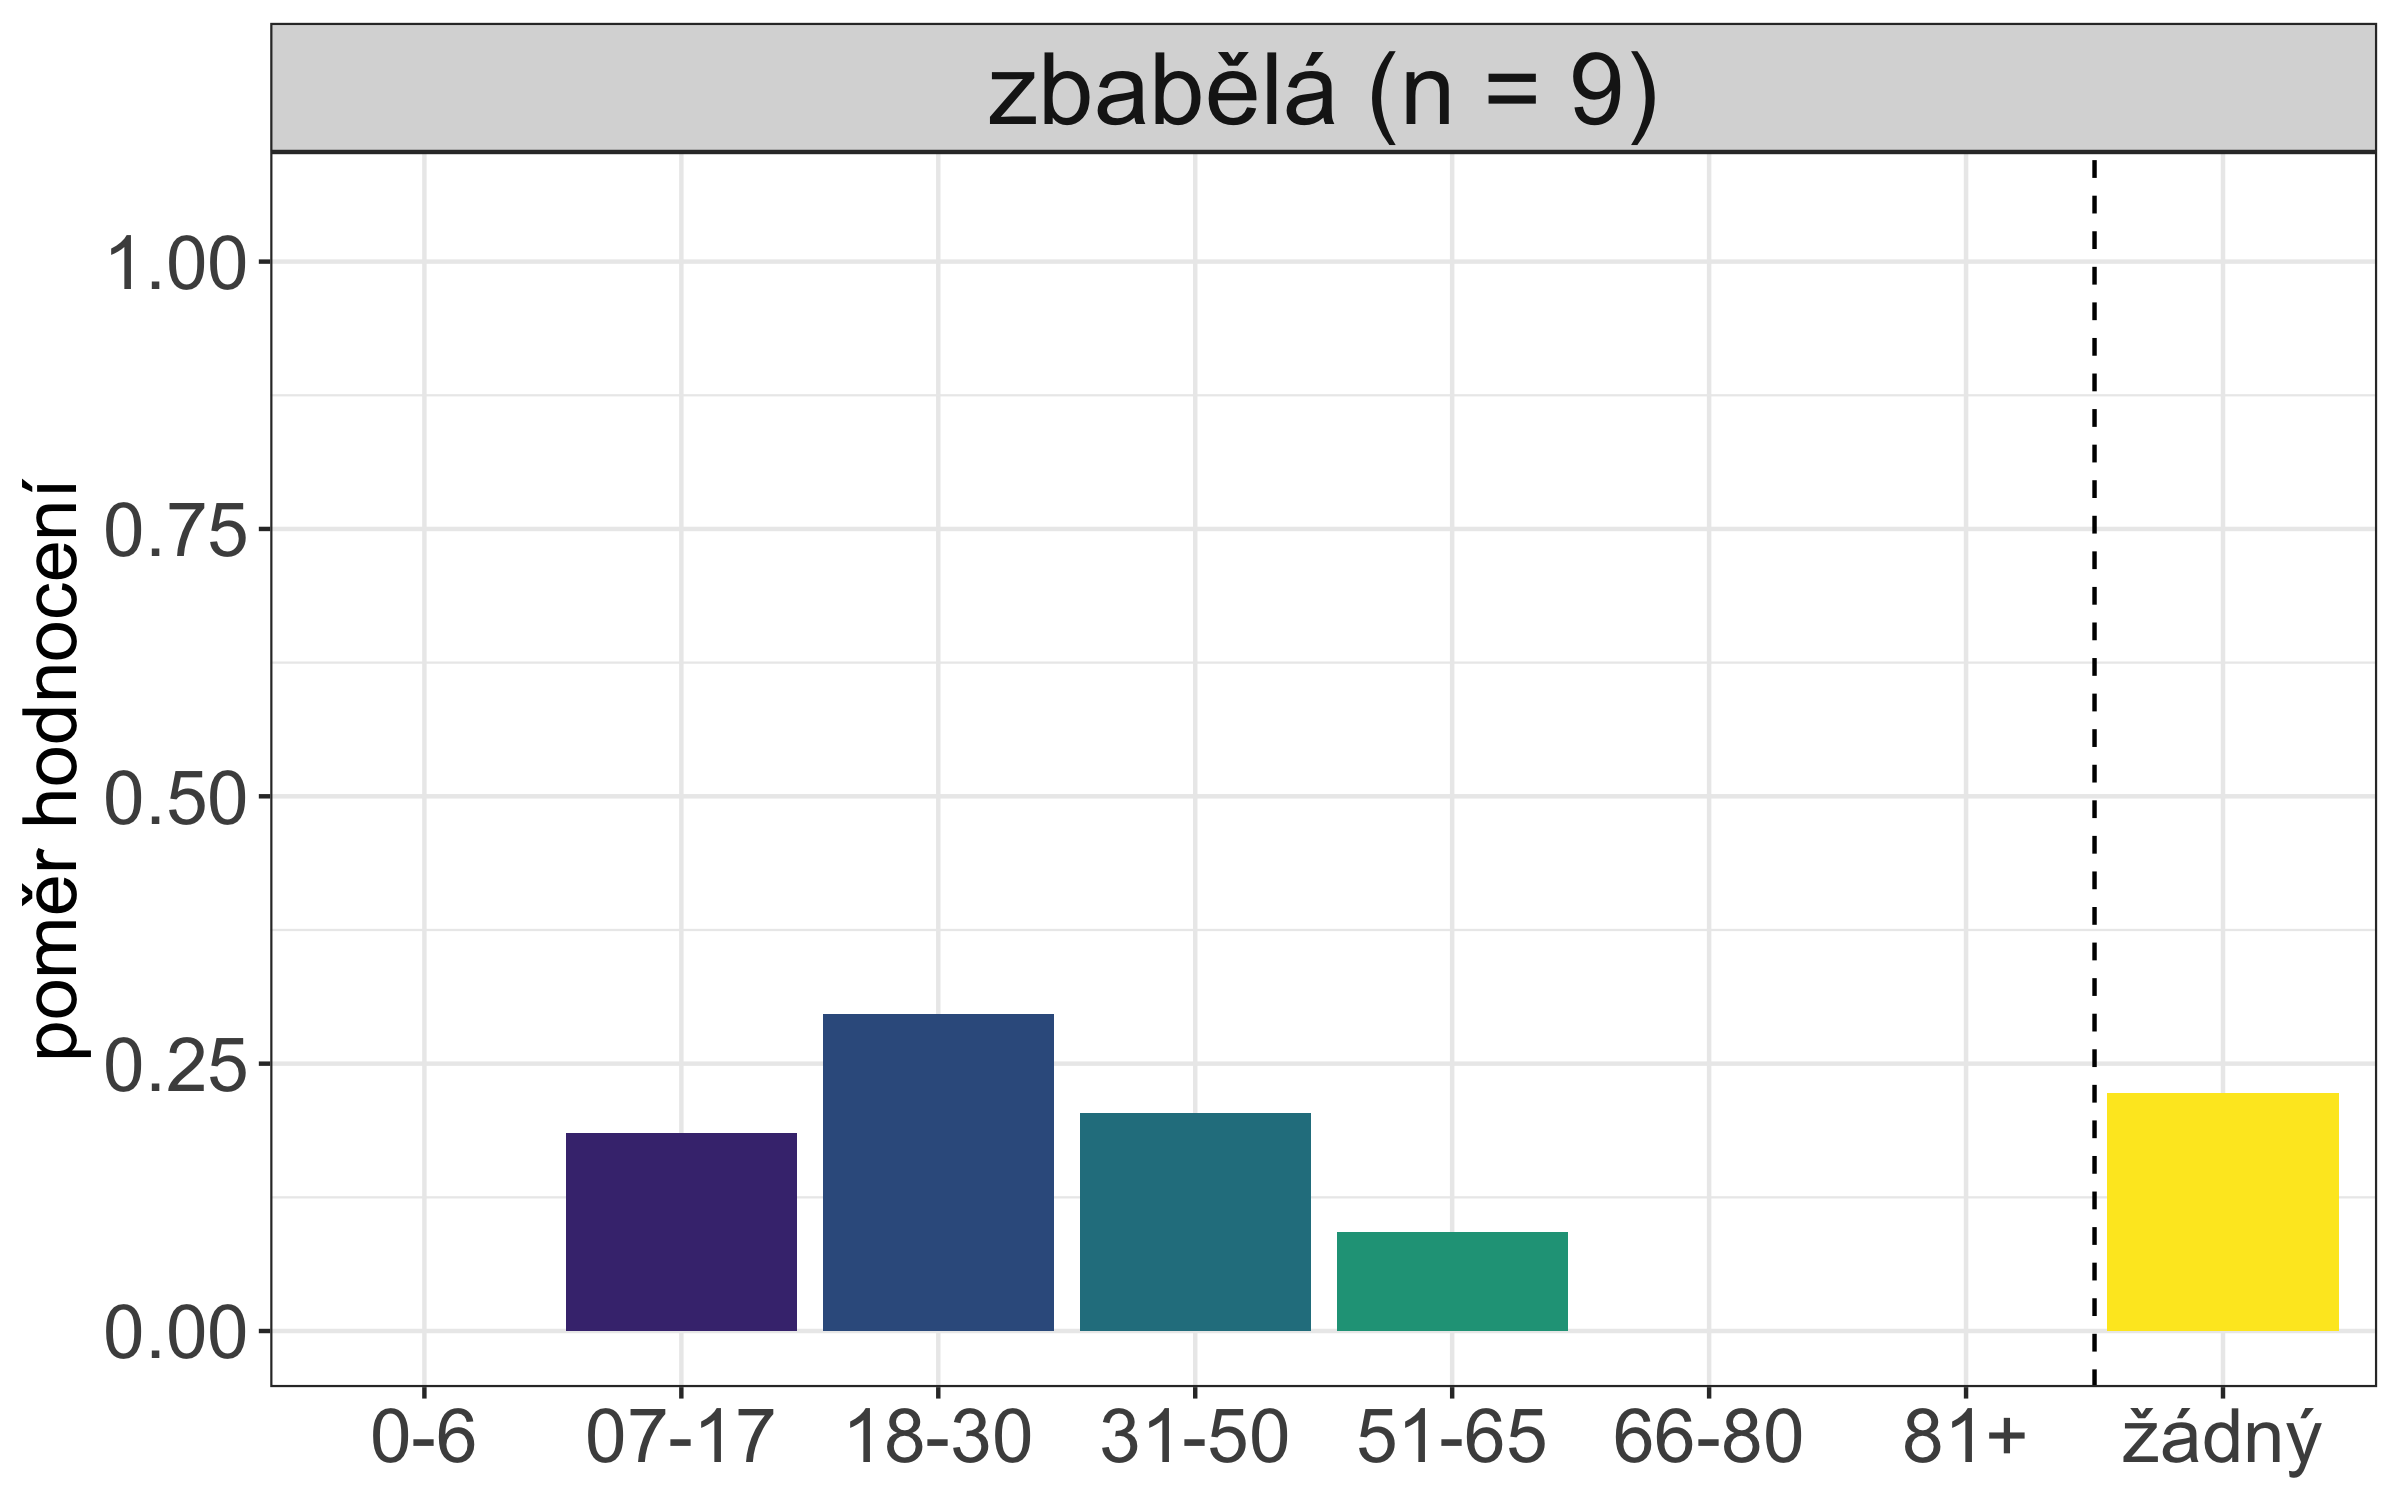 zbabělá (n = 9)
poměr hodnocení
1.00
0.75
0.50
0.25
0.00
0-6 07-17 18-30 31-50 51-65 66-80 81+ žádný